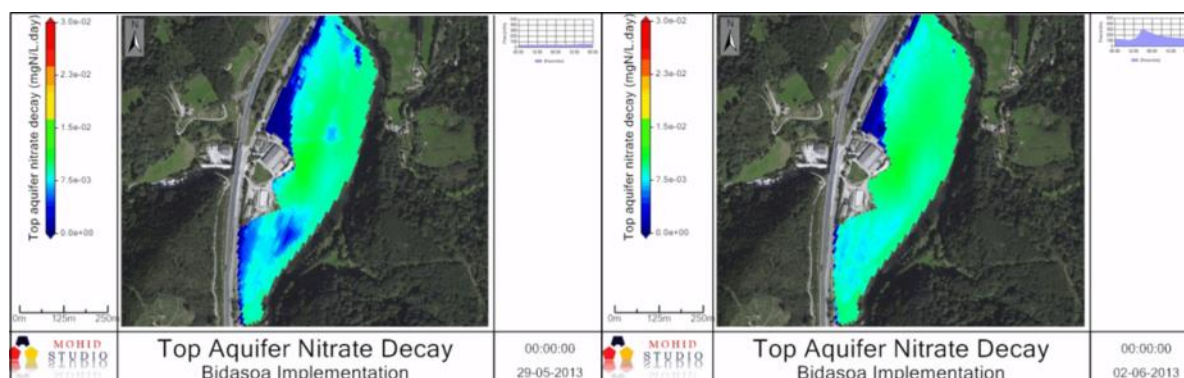 Top aquifer nitrate decay (mgN/L.day)
3.0e-02
2.3e-02
1.5e-02
7.5e-03
0.0e+00
N
0m 125m 250m
MOHID
STUDIO
Top Aquifer Nitrate Decay
Bidasoa Implementation
00:00:00
29-05-2013
Top aquifer nitrate decay (mgN/L.day)
3.0e-02
2.3e-02
1.5e-02
7.5e-03
0.0e+00
N
0m 125m 250m
MOHID
STUDIO
Top Aquifer Nitrate Decay
Bidasoa Implementation
00:00:00
02-06-2013